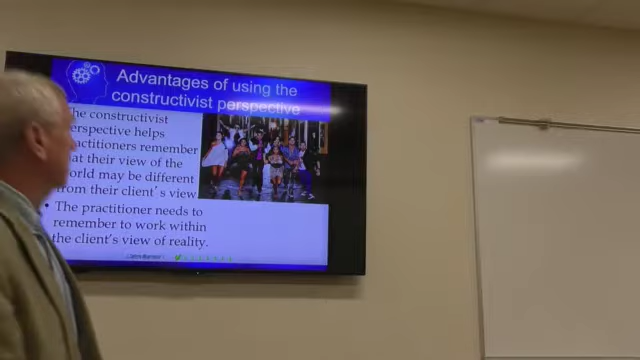 Advantages of using the
constructivist perspective
he constructivist
erspective helps
actitioners remember
at their view of the
orld may be different
from their client's view
• The practitioner needs to
remember to work within
the client's view of reality.